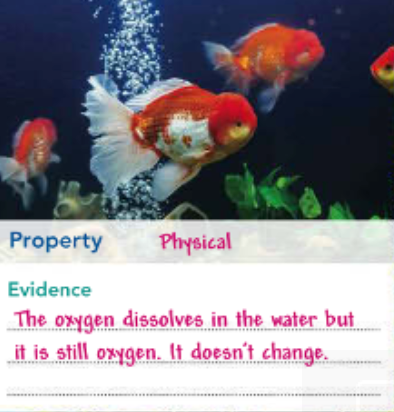 Property Physical
Evidence
The oxygen dissolves in the water but
it is still oxygen. It doesn't change.